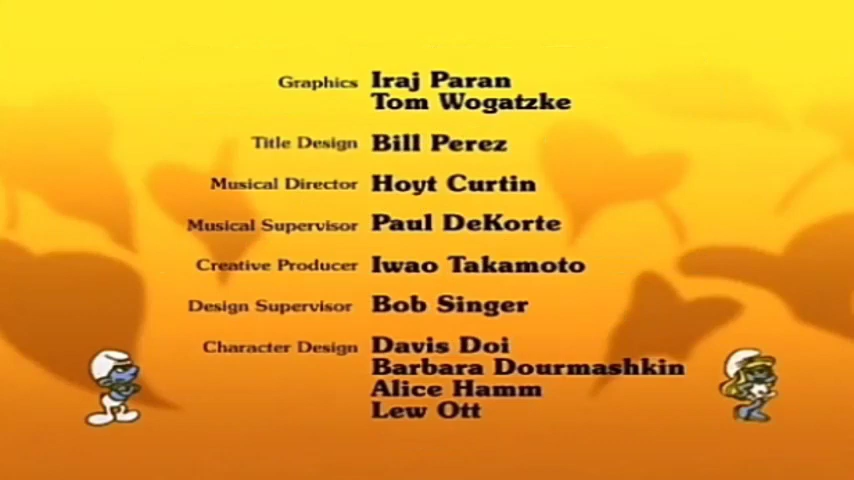 Graphics Iraj Paran
Tom Wogatzke
Title Design Bill Perez
Musical Director Hoyt Curtin
Musical Supervisor Paul DeKorte
Creative Producer Iwao Takamoto
Design Supervisor Bob Singer
Character Design Davis Doi
Barbara Dourmashkin
Alice Hamm
Lew Ott